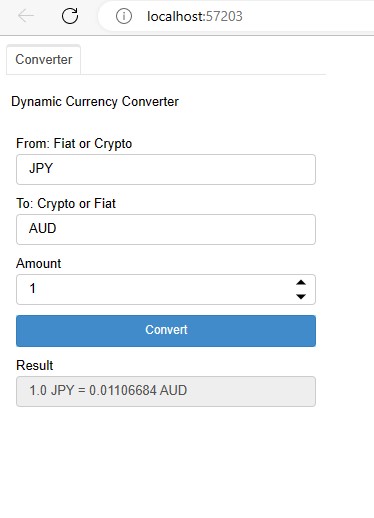 localhost:57203
Converter
Dynamic Currency Converter
From: Fiat or Crypto
JPY
To: Crypto or Fiat
AUD
Amount
1
Convert
Result
1.0 JPY = 0.01106684 AUD